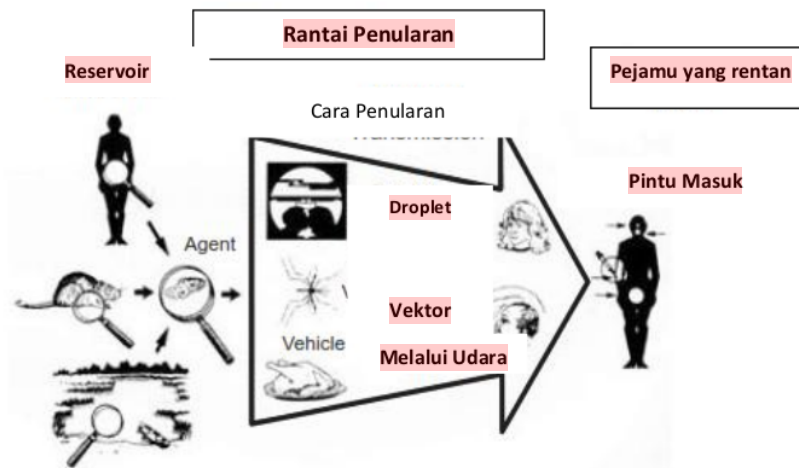 Rantai Penularan
Reservoir
Pejamu yang rentan
Cara Penularan
Pintu Masuk
Droplet
Agent
Vektor
Vehicle
Melalui Udara